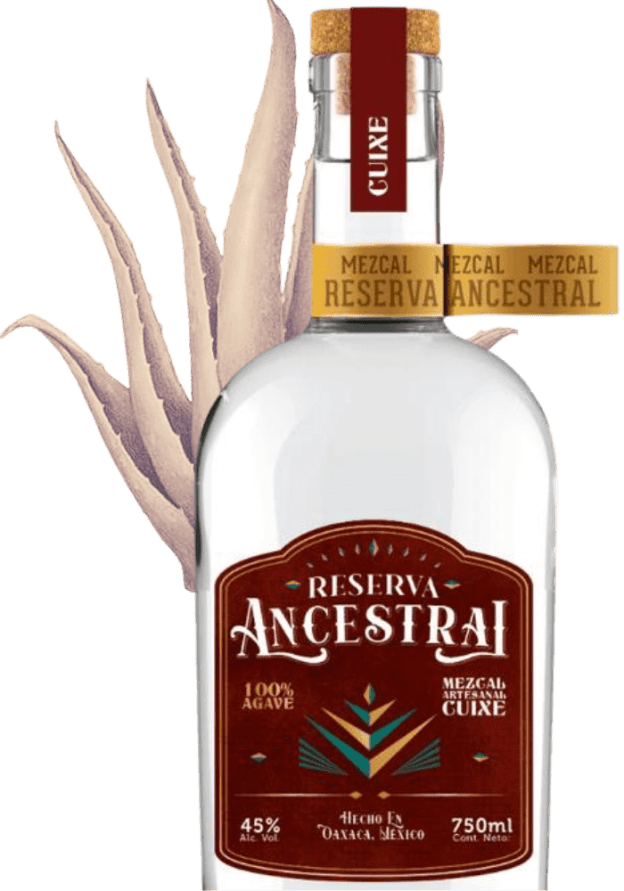 CUIXE
MEZCAL MEZCAL MEZCAL
RESERVA ANCESTRAL
RESERVA
ANCESTRAL
100%
AGAVE
MEZCAL
ARTESANAL
CUIXE
45%
Alc. Vol.
HECHO EN
OAXACA, MEXICO
750ml
Cont. Neto: